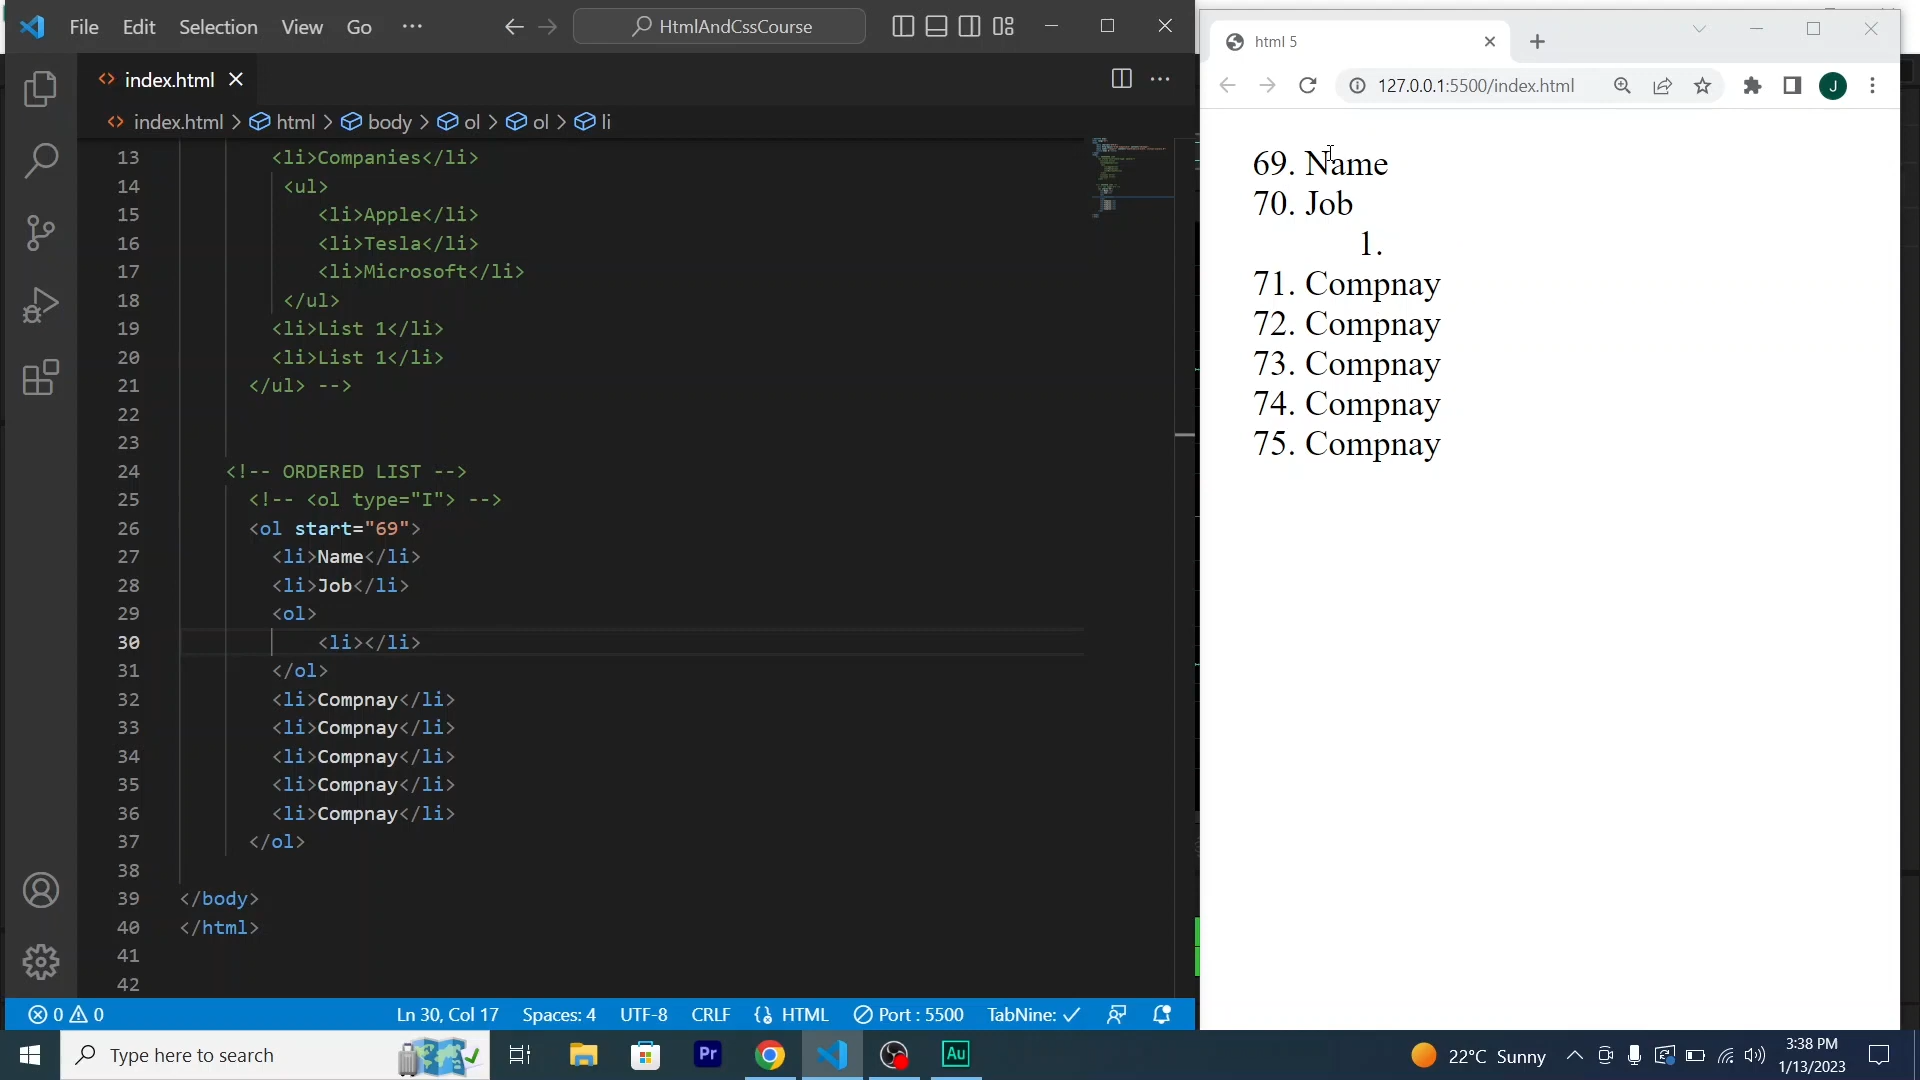 File Edit Selection View Go ··· HtmlAndCssCourse
index.html
index.html > html > body > ol > ol > li
13 <li>Companies</li>
14 <ul>
15 <li>Apple</li>
16 <li>Tesla</li>
17 <li>Microsoft</li>
18 </ul>
19 <li>List 1</li>
20 <li>List 1</li>
21 </ul> -->
22
23
24 <!-- ORDERED LIST -->
25 <!-- <ol type="I"> -->
26 <ol start="69">
27 <li>Name</li>
28 <li>Job</li>
29 <ol>
30 <li></li>
31 </ol>
32 <li>Compnay</li>
33 <li>Compnay</li>
34 <li>Compnay</li>
35 <li>Compnay</li>
36 <li>Compnay</li>
37 </ol>
38
39 </body>
40 </html>
41
42
0 0 Ln 30, Col 17 Spaces: 4 UTF-8 CRLF HTML Port : 5500 TabNine:
html 5
127.0.0.1:5500/index.html J
69. Name
70. Job
1.
71. Compnay
72. Compnay
73. Compnay
74. Compnay
75. Compnay
Type here to search Pr Au 22°C Sunny 3:38 PM
1/13/2023